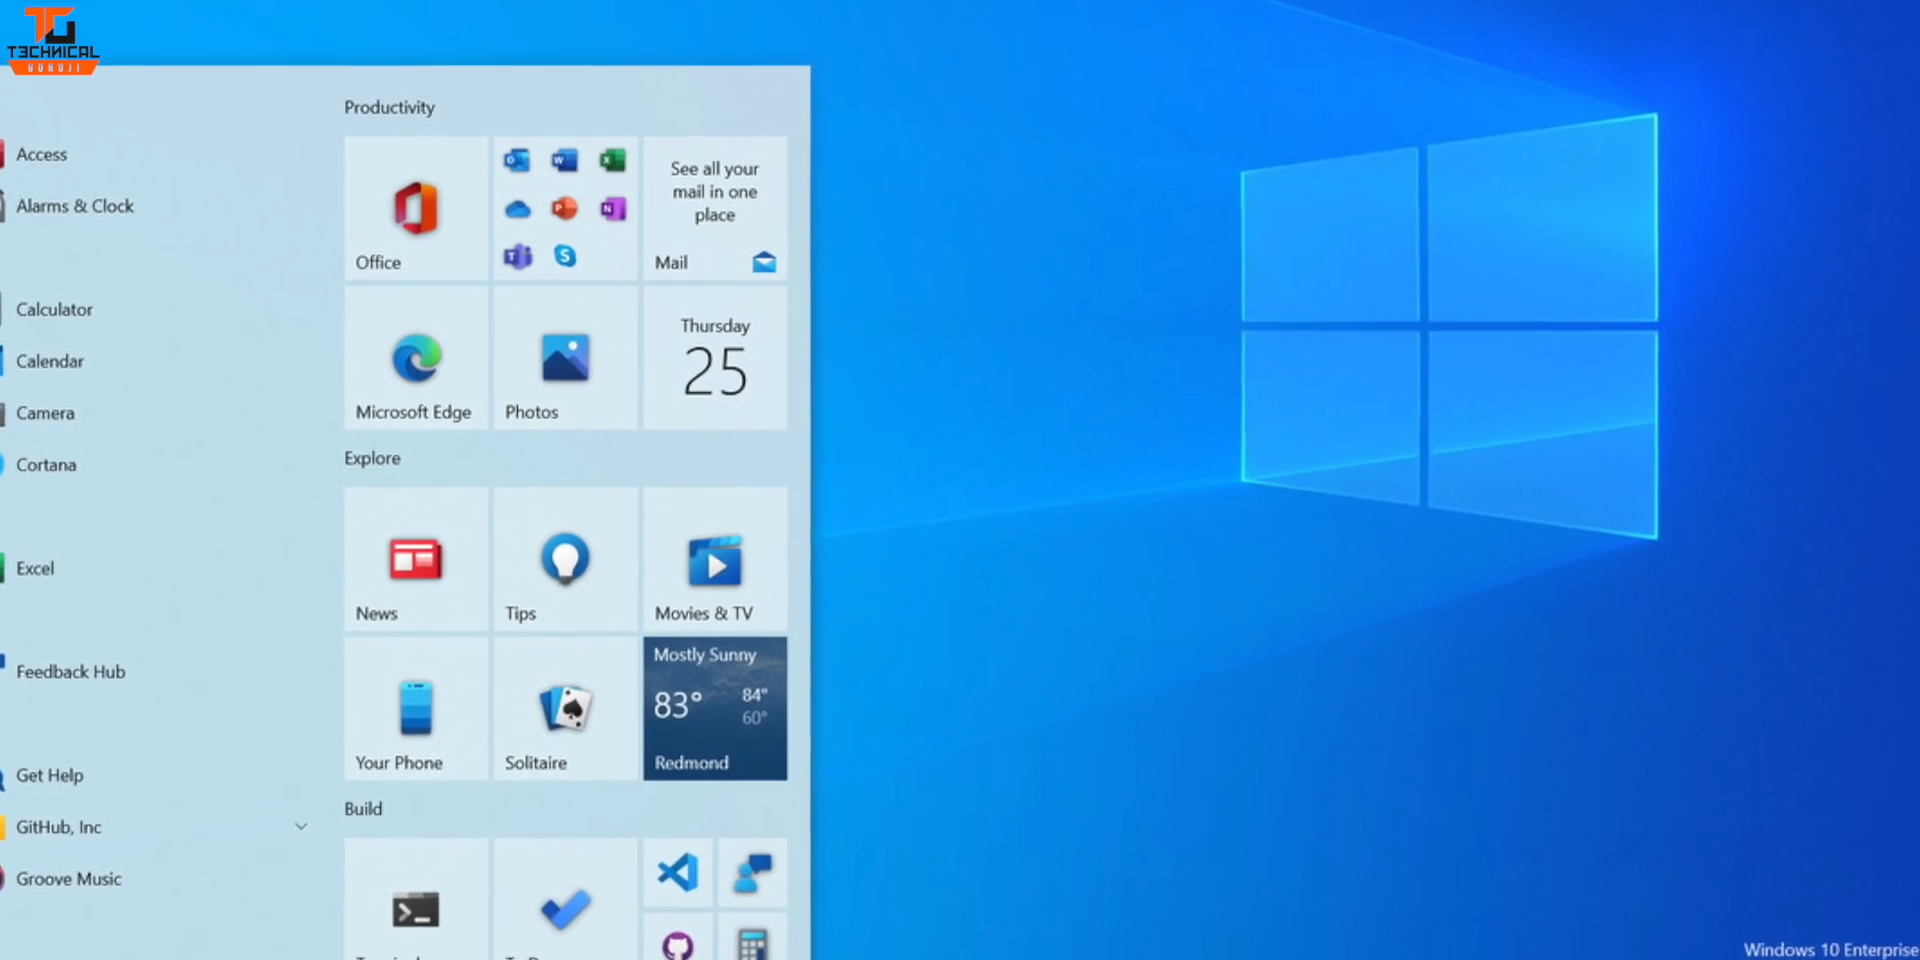 TECHNICAL
GURUJI
Access
Alarms & Clock
Calculator
Calendar
Camera
Cortana
Excel
Feedback Hub
Get Help
GitHub, Inc
Groove Music
Productivity
Office
See all your
mail in one
place
Mail
Microsoft Edge
Photos
Thursday
25
Explore
News
Tips
Movies & TV
Your Phone
Solitaire
Mostly Sunny
83°
84°
60°
Redmond
Build
Windows 10 Enterprise